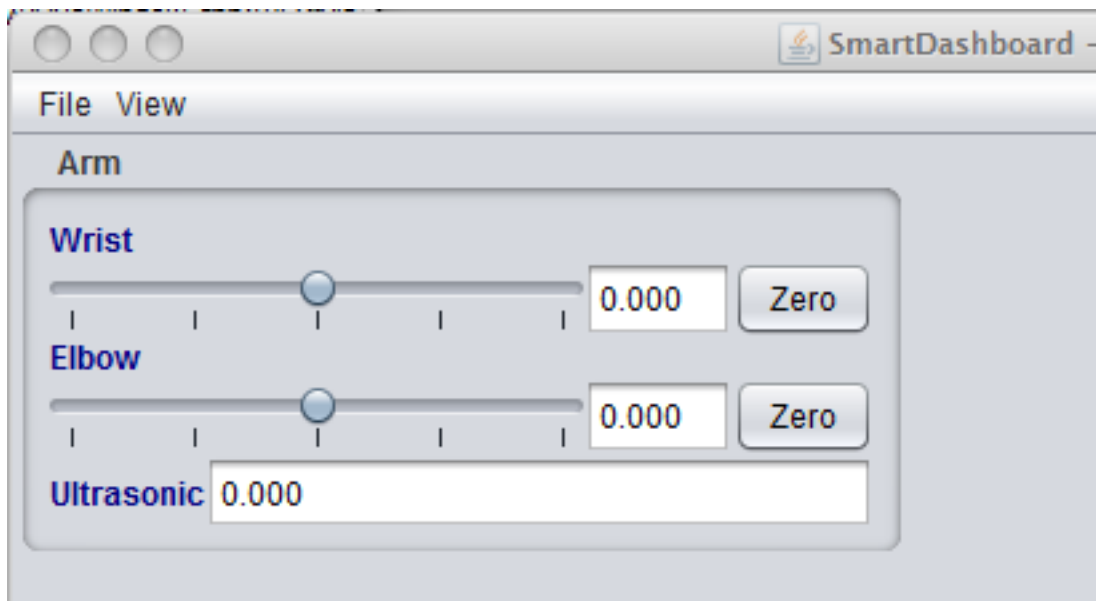 SmartDashboard -
File View
Arm
Wrist
0.000 Zero
Elbow
0.000 Zero
Ultrasonic 0.000